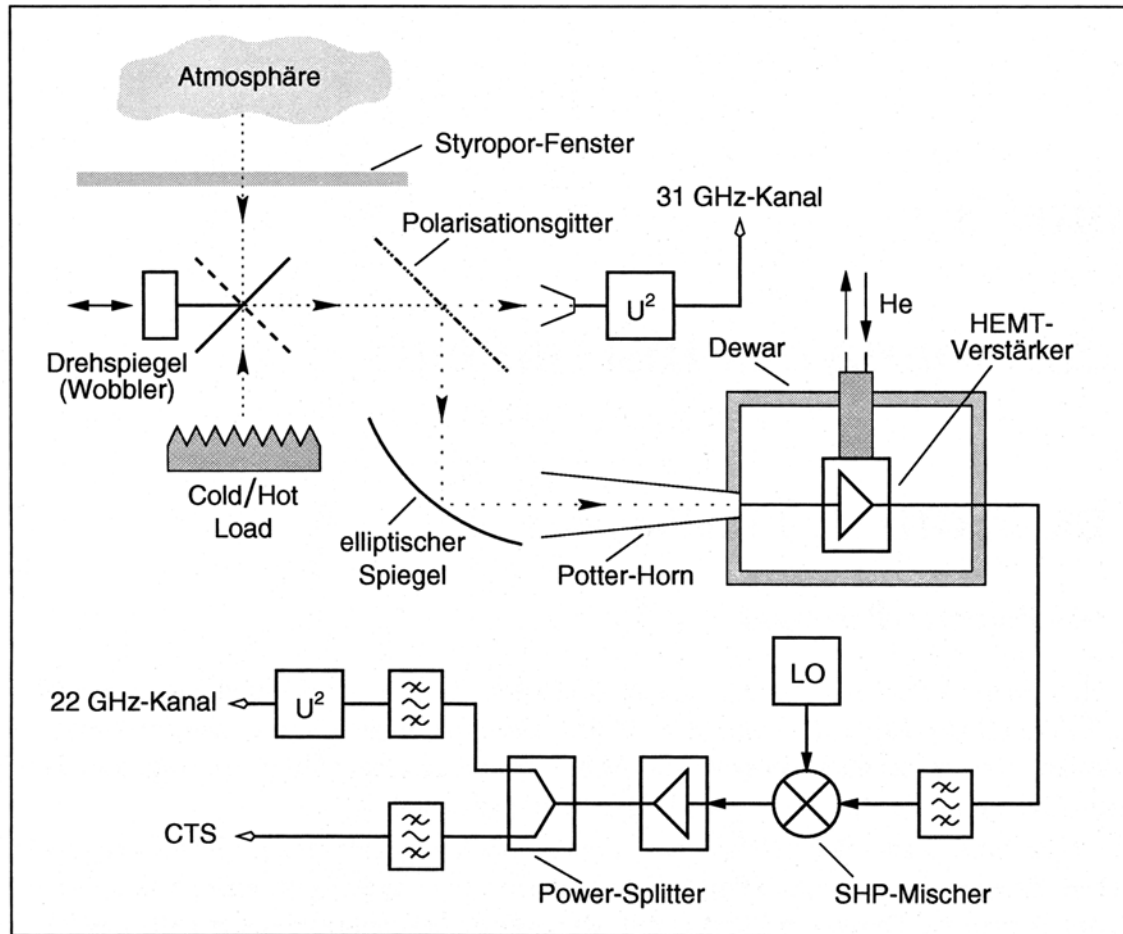 Atmosphäre
Styropor-Fenster
31 GHz-Kanal
Polarisationsgitter
U²
He
HEMT-
Verstärker
Dewar
Drehspiegel
(Wobbler)
Cold/Hot
Load
elliptischer
Spiegel
Potter-Horn
LO
22 GHz-Kanal
U²
CTS
Power-Splitter
SHP-Mischer